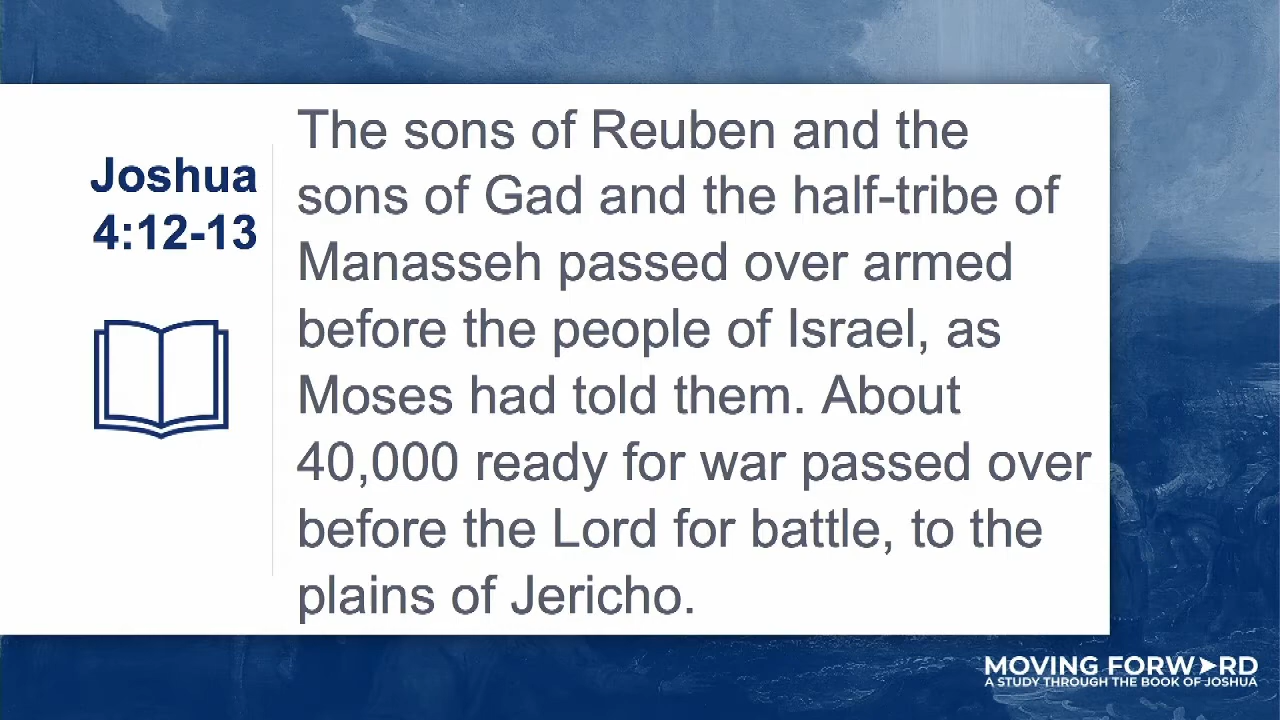 Joshua
4:12-13
The sons of Reuben and the
sons of Gad and the half-tribe of
Manasseh passed over armed
before the people of Israel, as
Moses had told them. About
40,000 ready for war passed over
before the Lord for battle, to the
plains of Jericho.
MOVING FORWARD
A STUDY THROUGH THE BOOK OF JOSHUA